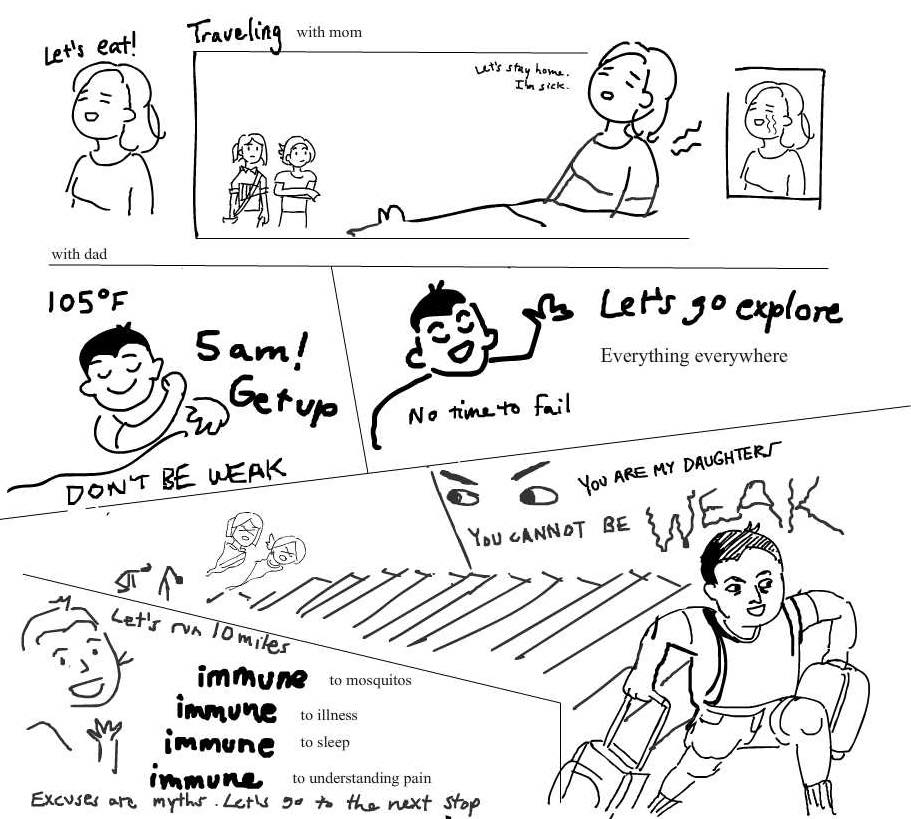 Let's eat!
Traveling with mom
Let's stay home.
I'm sick.
with dad
105°F
5am!
Get up
DON'T BE WEAK
Let's go explore
Everything everywhere
No time to fail
YOU ARE MY DAUGHTERS
YOU CANNOT BE WEAK
Let's run 10 miles
immune to mosquitos
immune to illness
immune to sleep
immune to understanding pain
Excuses are myths. Let's go to the next stop